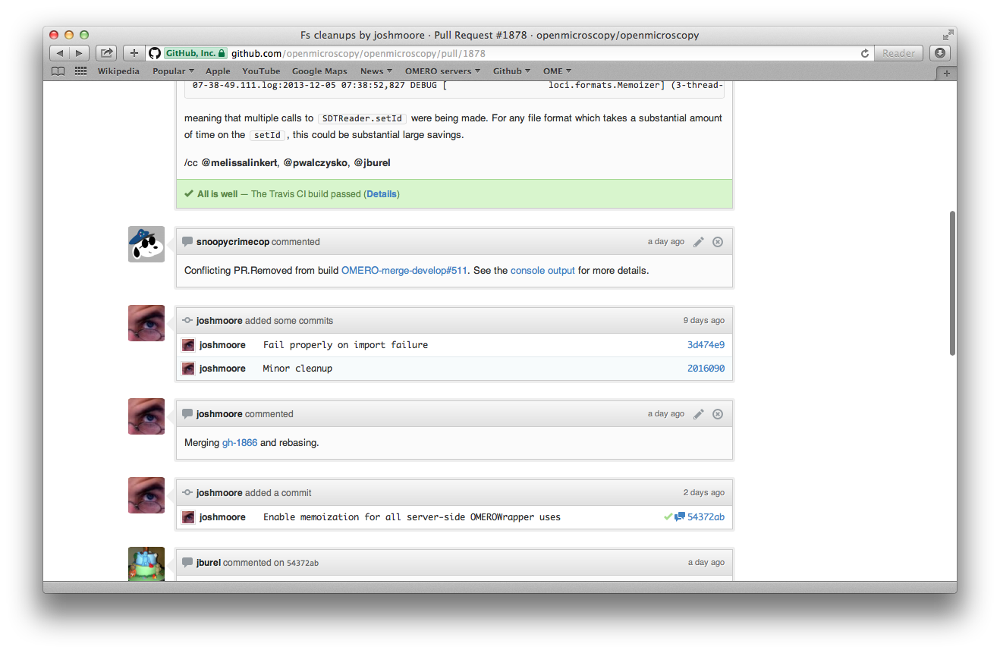 Fs cleanups by joshmoore · Pull Request #1878 · openmicroscopy/openmicroscopy
GitHub, Inc. github.com/openmicroscopy/openmicroscopy/pull/1878 Reader
Wikipedia Popular Apple YouTube Google Maps News OMERO servers Github OME
07-38-49.111.log:2013-12-05 07:38:52,827 DEBUG [ loci.formats.Memoizer] (3-thread-
meaning that multiple calls to SDTReader.setId were being made. For any file format which takes a substantial amount
of time on the setId, this could be substantial large savings.
/cc @melissalinkert, @pwalczysko, @jburel
All is well — The Travis CI build passed (Details)
snoopycrimecop commented a day ago
Conflicting PR.Removed from build OMERO-merge-develop#511. See the console output for more details.
joshmoore added some commits 9 days ago
joshmoore Fail properly on import failure 3d474e9
joshmoore Minor cleanup 2016090
joshmoore commented a day ago
Merging gh-1866 and rebasing.
joshmoore added a commit 2 days ago
joshmoore Enable memoization for all server-side OMEROWrapper uses 54372ab
jburel commented on 54372ab a day ago